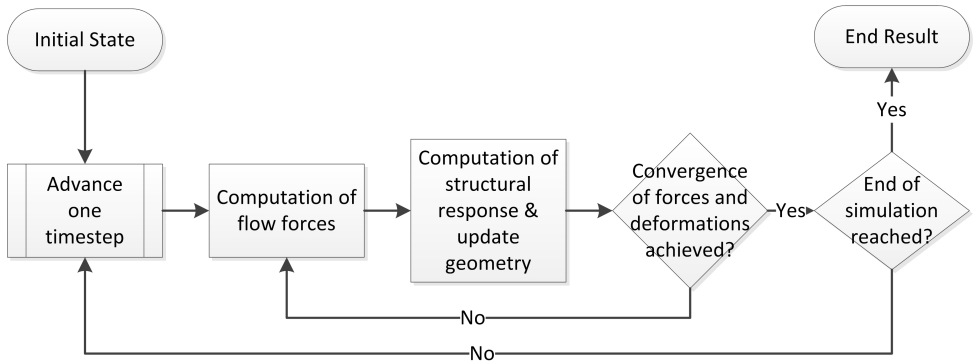 Initial State
End Result
Yes
Advance
one
timestep
Computation of
flow forces
Computation of
structural
response &
update
geometry
Convergence
of forces and
deformations
achieved?
Yes
End of
simulation
reached?
No
No